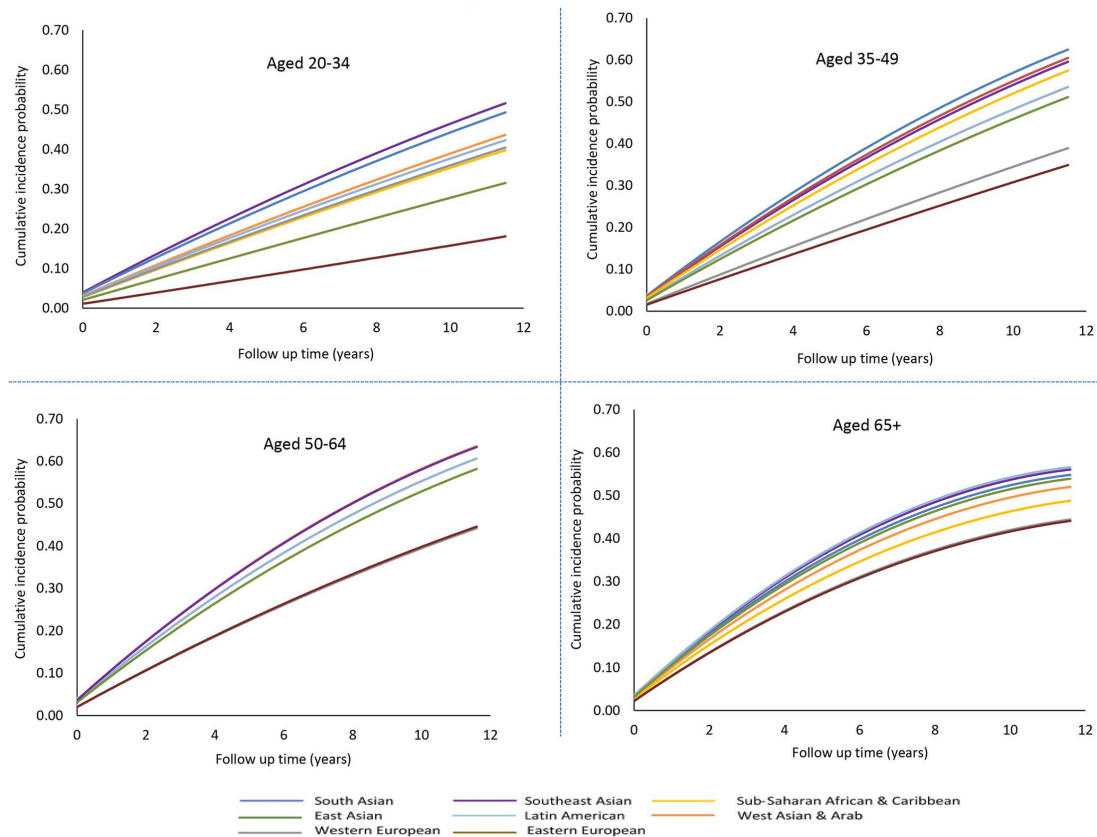 Aged 20-34
Cumulative incidence probability
0.70
0.60
0.50
0.40
0.30
0.20
0.10
0.00
0 2 4 6 8 10 12
Follow up time (years)
Aged 35-49
Cumulative incidence probability
0.70
0.60
0.50
0.40
0.30
0.20
0.10
0.00
0 2 4 6 8 10 12
Follow up time (years)
Aged 50-64
Cumulative incidence probability
0.70
0.60
0.50
0.40
0.30
0.20
0.10
0.00
0 2 4 6 8 10 12
Follow up time (years)
Aged 65+
Cumulative incidence probability
0.70
0.60
0.50
0.40
0.30
0.20
0.10
0.00
0 2 4 6 8 10 12
Follow up time (years)
South Asian Southeast Asian Sub-Saharan African & Caribbean
East Asian Latin American West Asian & Arab
Western European Eastern European